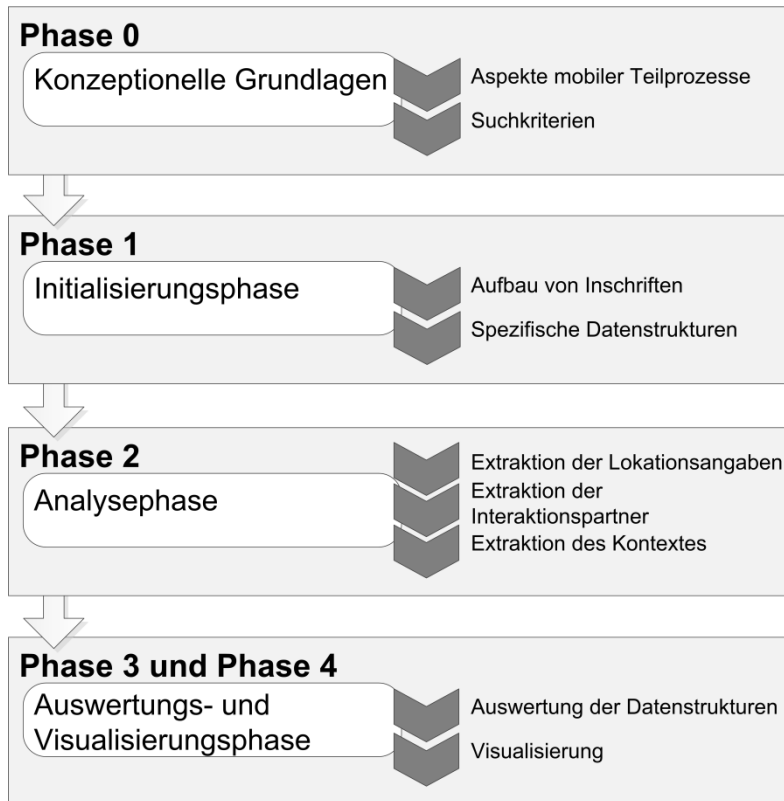 Phase 0
Konzeptionelle Grundlagen
Aspekte mobiler Teilprozesse
Suchkriterien
Phase 1
Initialisierungsphase
Aufbau von Inschriften
Spezifische Datenstrukturen
Phase 2
Analysephase
Extraktion der Lokationsangaben
Extraktion der
Interaktionspartner
Extraktion des Kontextes
Phase 3 und Phase 4
Auswertungs- und
Visualisierungsphase
Auswertung der Datenstrukturen
Visualisierung